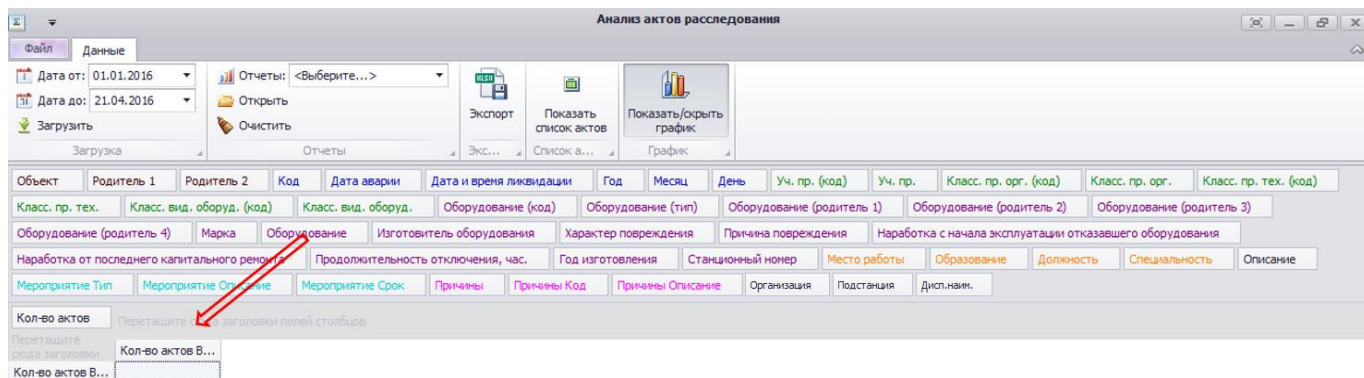 Анализ актов расследования
Файл Данные
Дата от: 01.01.2016 Отчеты: <Выберите...>
Дата до: 21.04.2016 Открыть
Загрузить Очистить
Экспорт Показать список актов Показать/скрыть график
Загрузка Отчеты Экс... Список а... График
Объект Родитель 1 Родитель 2 Код Дата аварии Дата и время ликвидации Год Месяц День Уч. пр. (код) Уч. пр. Класс. пр. орг. (код) Класс. пр. орг. Класс. пр. тех. (код)
Класс. пр. тех. Класс. вид. оборуд. (код) Класс. вид. оборуд. Оборудование (код) Оборудование (тип) Оборудование (родитель 1) Оборудование (родитель 2) Оборудование (родитель 3)
Оборудование (родитель 4) Марка Оборудование Изготовитель оборудования Характер повреждения Причина повреждения Наработка с начала эксплуатации отказавшего оборудования
Наработка от последнего капитального ремонта Продолжительность отключения, час. Год изготовления Станционный номер Место работы Образование Должность Специальность Описание
Мероприятие Тип Мероприятие Описание Мероприятие Срок Причины Причины Код Причины Описание Организация Подстанция Дисп.наим.
Кол-во актов Перетащите сюда заголовки полей столбцов
Перетащите
сюда заголовки Кол-во актов В...
Кол-во актов В...